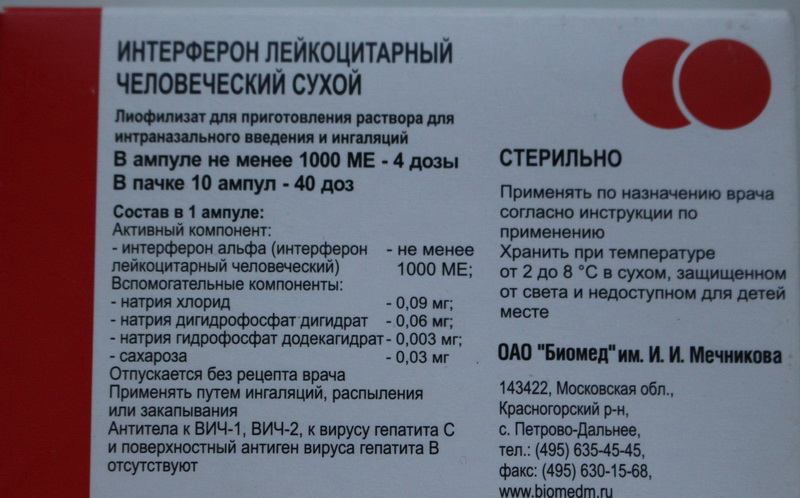 ИНТЕРФЕРОН ЛЕЙКОЦИТАРНЫЙ
ЧЕЛОВЕЧЕСКИЙ СУХОЙ
Лиофилизат для приготовления раствора для
интраназального введения и ингаляций
В ампуле не менее 1000 МЕ - 4 дозы
В пачке 10 ампул - 40 доз
Состав в 1 ампуле:
Активный компонент:
- интерферон альфа (интерферон - не менее
лейкоцитарный человеческий) 1000 МЕ;
Вспомогательные компоненты:
- натрия хлорид - 0,09 мг;
- натрия дигидрофосфат дигидрат - 0,06 мг;
- натрия гидрофосфат додекагидрат - 0,003 мг;
- сахароза - 0,03 мг
Отпускается без рецепта врача
Применять путем ингаляций, распыления
или закапывания
Антитела к ВИЧ-1, ВИЧ-2, к вирусу гепатита С
и поверхностный антиген вируса гепатита В
отсутствуют
СТЕРИЛЬНО
Применять по назначению врача
согласно инструкции по
применению
Хранить при температуре
от 2 до 8 °С в сухом, защищенном
от света и недоступном для детей
месте
ОАО "Биомед" им. И. И. Мечникова
143422, Московская обл.,
Красногорский р-н,
с. Петрово-Дальнее,
тел.: (495) 635-45-45,
факс: (495) 630-15-68,
www.biomedm.ru